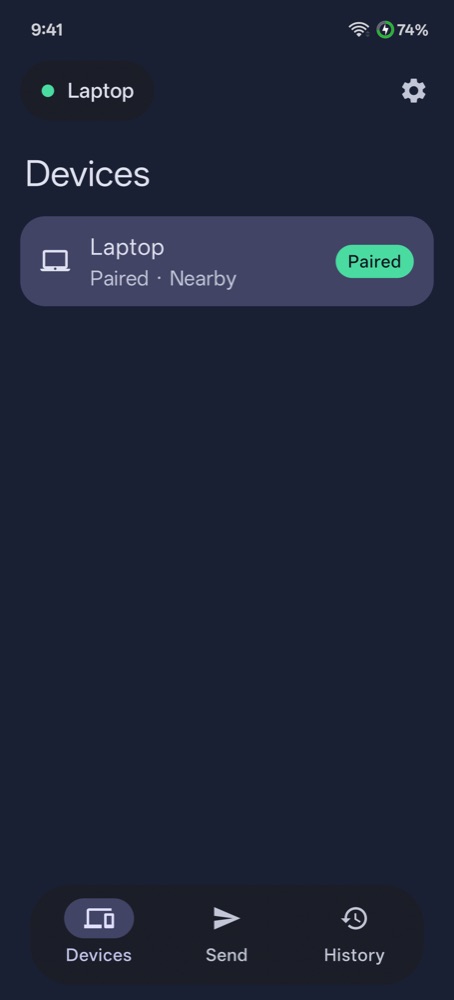 9:41
74%
Laptop
Devices
Laptop
Paired · Nearby
Paired
Devices
Send
History